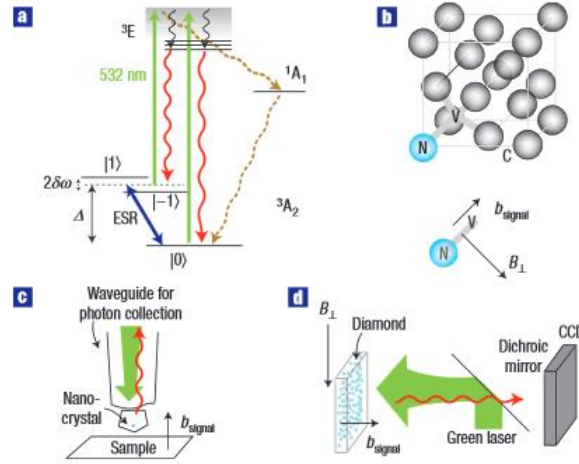 a
³E
532 nm
¹A₁
|1⟩
2δω
|−1⟩
Δ
ESR
³A₂
|0⟩
b
V
N
C
b_signal
V
N
B⊥
c
Waveguide for
photon collection
Nano-
crystal
b_signal
Sample
d
B⊥
Diamond
CCD
Dichroic
mirror
b_signal
Green laser